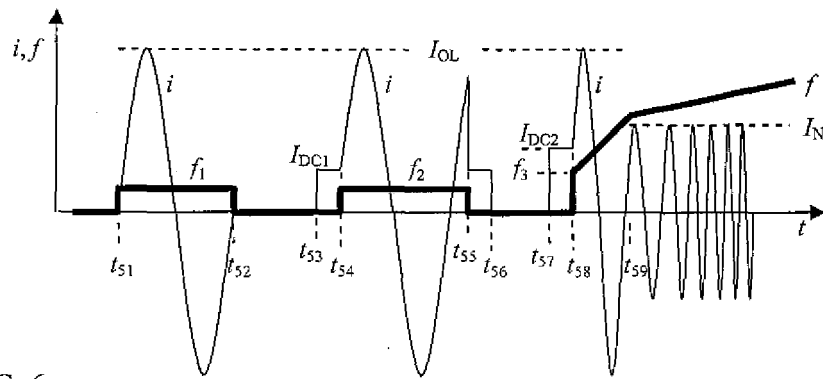 i, f
I_OL
i
i
i
f
I_N
I_DC1
I_DC2
f_1
f_2
f_3
t
t_51
t_52
t_53
t_54
t_55
t_56
t_57
t_58
t_59